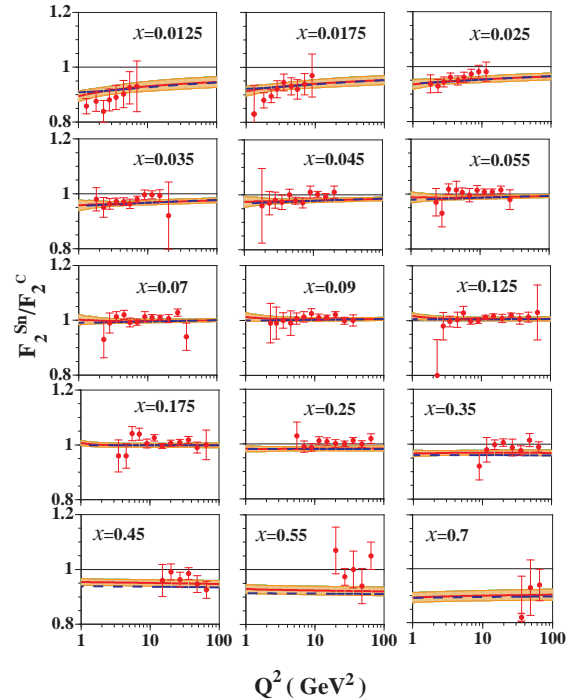 1.2
x=0.0125 x=0.0175 x=0.025
1
0.8
1.2
x=0.035 x=0.045 x=0.055
1
0.8
1.2
x=0.07 x=0.09 x=0.125
1
0.8
1.2
x=0.175 x=0.25 x=0.35
1
0.8
1.2
x=0.45 x=0.55 x=0.7
1
0.8
1 10 100 1 10 100 1 10 100
F₂^Sn/F₂^C
Q² ( GeV² )